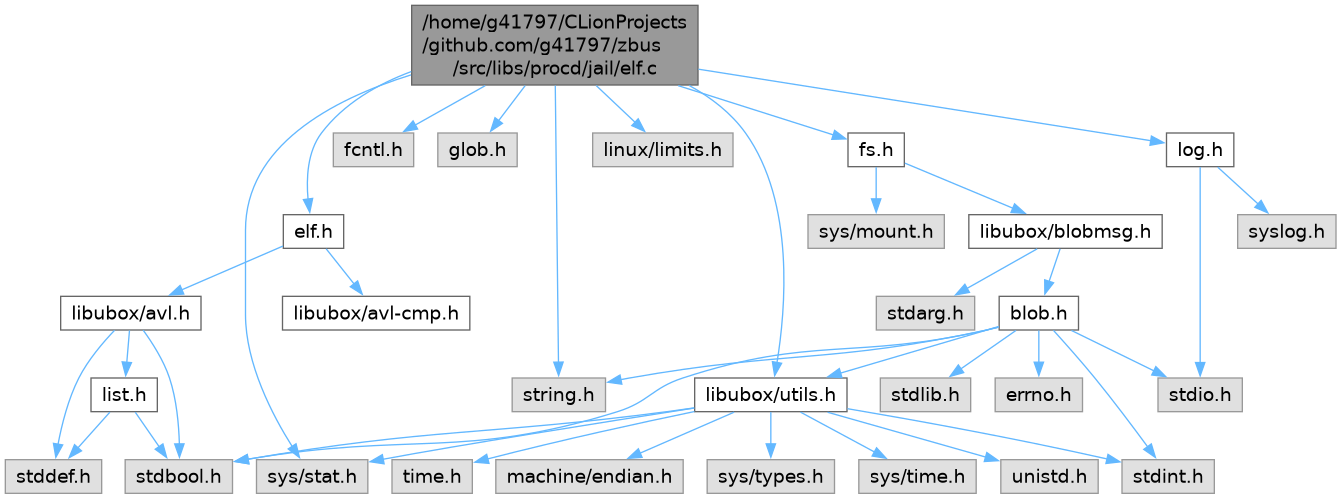 /home/g41797/CLionProjects
/github.com/g41797/zbus
/src/libs/procd/jail/elf.c
fcntl.h
glob.h
linux/limits.h
fs.h
log.h
elf.h
sys/mount.h
libubox/blobmsg.h
syslog.h
libubox/avl.h
libubox/avl-cmp.h
stdarg.h
blob.h
list.h
string.h
libubox/utils.h
stdlib.h
errno.h
stdio.h
stddef.h
stdbool.h
sys/stat.h
time.h
machine/endian.h
sys/types.h
sys/time.h
unistd.h
stdint.h